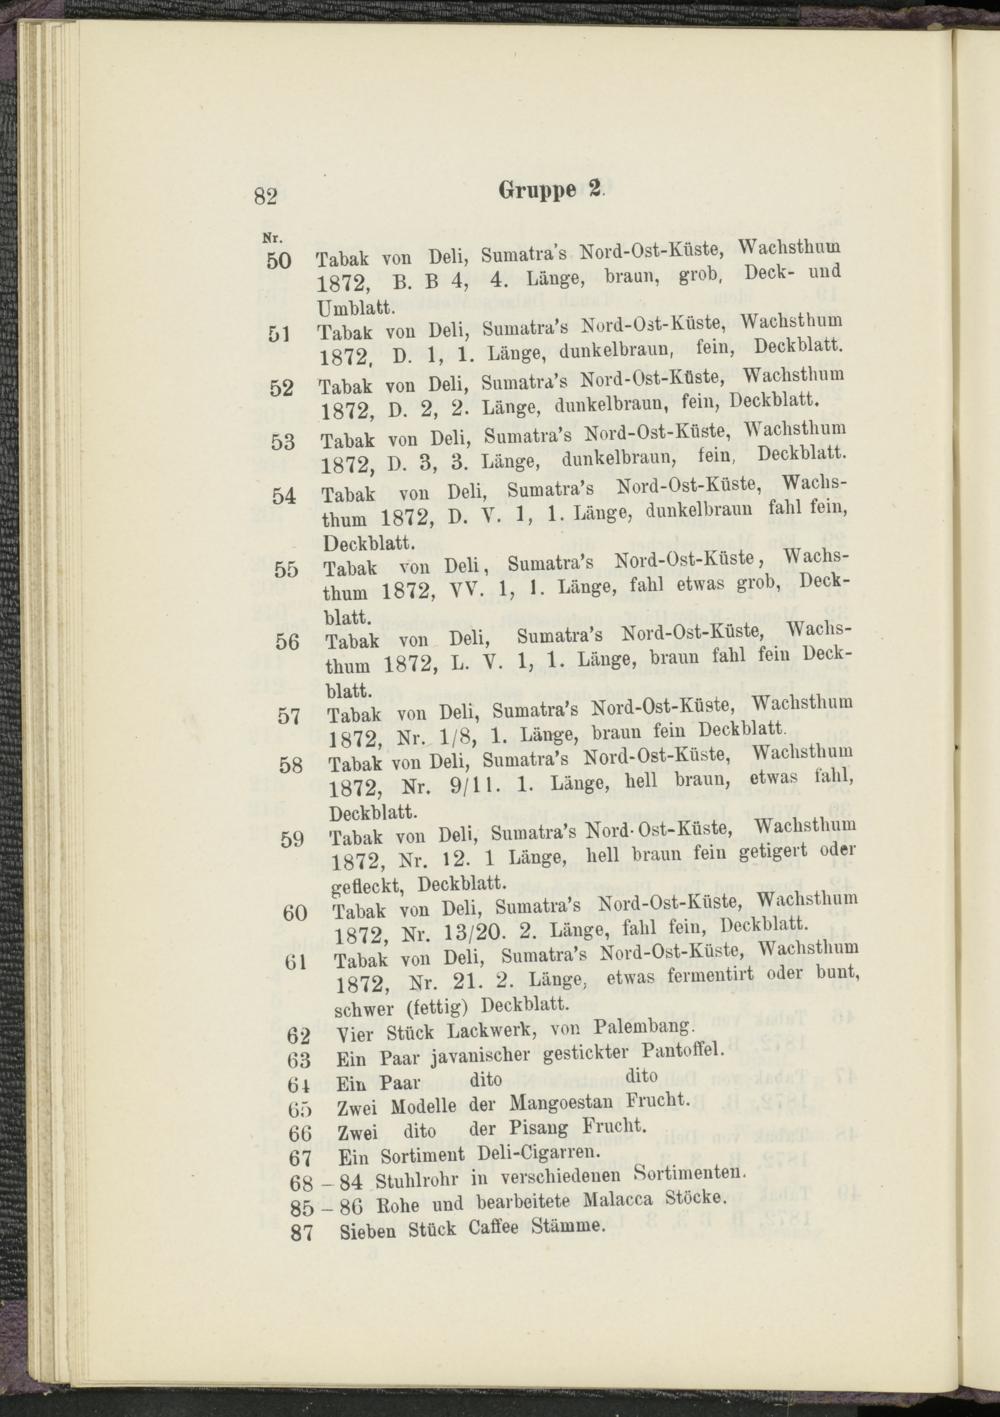 82 Gruppe 2.
Nr.
50 Tabak von Deli, Sumatra's Nord-Ost-Küste, Wachsthum
1872, B. B 4, 4. Länge, braun, grob, Deck- und
Umblatt.
51 Tabak von Deli, Sumatra's Nord-Ost-Küste, Wachsthum
1872, D. 1, 1. Länge, dunkelbraun, fein, Deckblatt.
52 Tabak von Deli, Sumatra's Nord-Ost-Küste, Wachsthum
1872, D. 2, 2. Länge, dunkelbraun, fein, Deckblatt.
53 Tabak von Deli, Sumatra's Nord-Ost-Küste, Wachsthum
1872, D. 3, 3. Länge, dunkelbraun, fein, Deckblatt.
54 Tabak von Deli, Sumatra's Nord-Ost-Küste, Wachs-
thum 1872, D. V. 1, 1. Länge, dunkelbraun fahl fein,
Deckblatt.
55 Tabak von Deli, Sumatra's Nord-Ost-Küste, Wachs-
thum 1872, VV. 1, 1. Länge, fahl etwas grob, Deck-
blatt.
56 Tabak von Deli, Sumatra's Nord-Ost-Küste, Wachs-
thum 1872, L. V. 1, 1. Länge, braun fahl fein Deck-
blatt.
57 Tabak von Deli, Sumatra's Nord-Ost-Küste, Wachsthum
1872, Nr. 1/8, 1. Länge, braun fein Deckblatt.
58 Tabak von Deli, Sumatra's Nord-Ost-Küste, Wachsthum
1872, Nr. 9/11. 1. Länge, hell braun, etwas fahl,
Deckblatt.
59 Tabak von Deli, Sumatra's Nord-Ost-Küste, Wachsthum
1872, Nr. 12. 1 Länge, hell braun fein getigert oder
gefleckt, Deckblatt.
60 Tabak von Deli, Sumatra's Nord-Ost-Küste, Wachsthum
1872, Nr. 13/20. 2. Länge, fahl fein, Deckblatt.
61 Tabak von Deli, Sumatra's Nord-Ost-Küste, Wachsthum
1872, Nr. 21. 2. Länge, etwas fermentirt oder bunt,
schwer (fettig) Deckblatt.
62 Vier Stück Lackwerk, von Palembang.
63 Ein Paar javanischer gestickter Pantoffel.
64 Ein Paar dito dito
65 Zwei Modelle der Mangoestan Frucht.
66 Zwei dito der Pisang Frucht.
67 Ein Sortiment Deli-Cigarren.
68 – 84 Stuhlrohr in verschiedenen Sortimenten.
85 – 86 Rohe und bearbeitete Malacca Stöcke.
87 Sieben Stück Caffee Stämme.